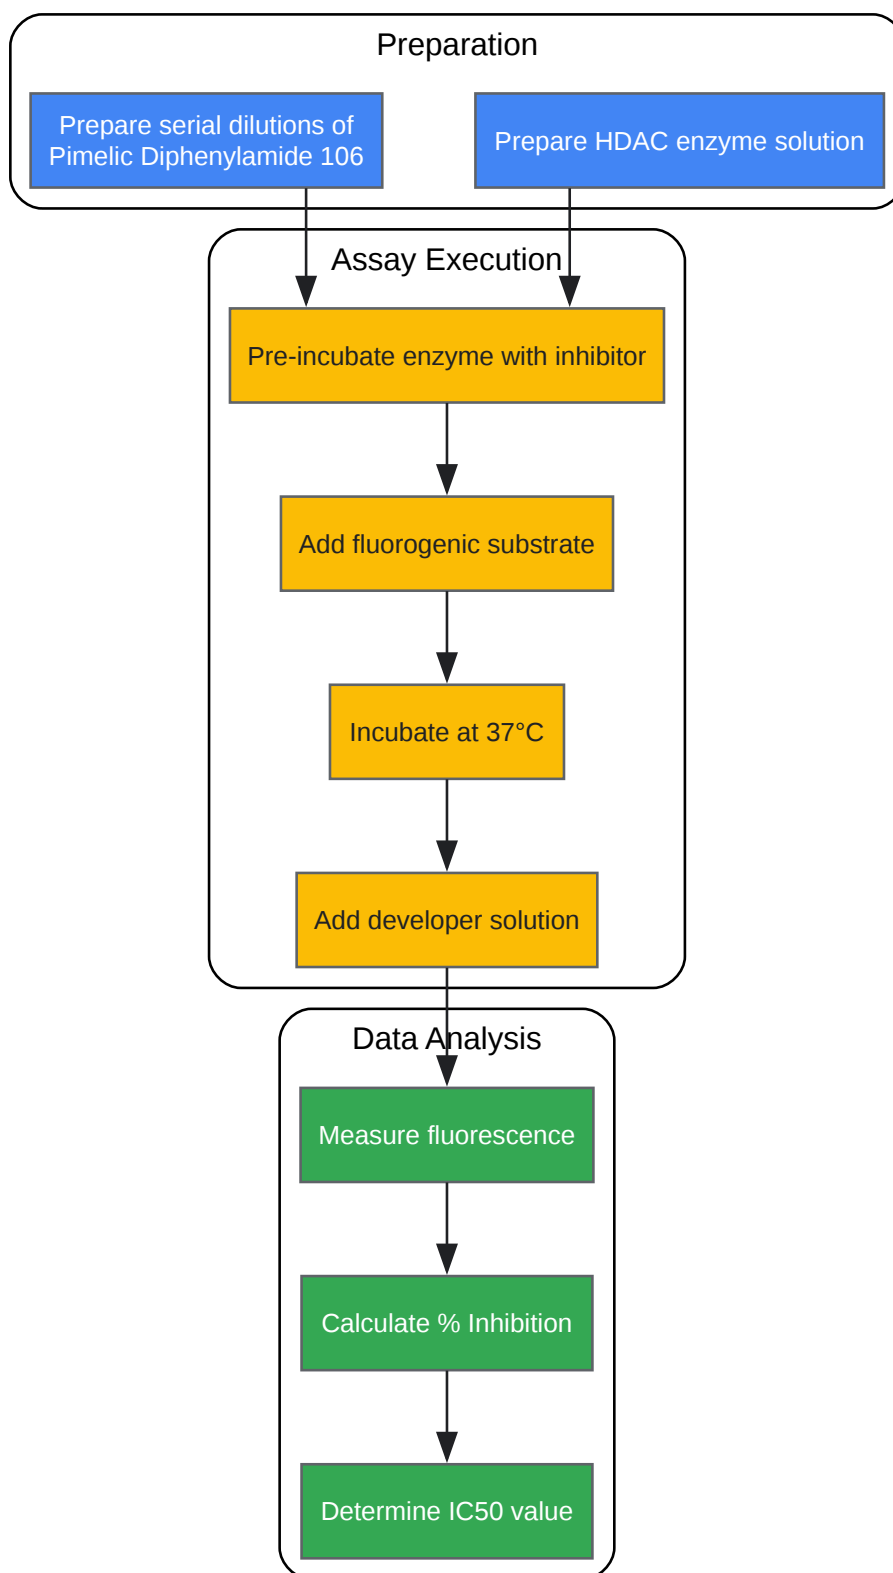 Preparation
Prepare serial dilutions of
Pimelic Diphenylamide 106
Prepare HDAC enzyme solution
Assay Execution
Pre-incubate enzyme with inhibitor
Add fluorogenic substrate
Incubate at 37°C
Add developer solution
Data Analysis
Measure fluorescence
Calculate % Inhibition
Determine IC50 value